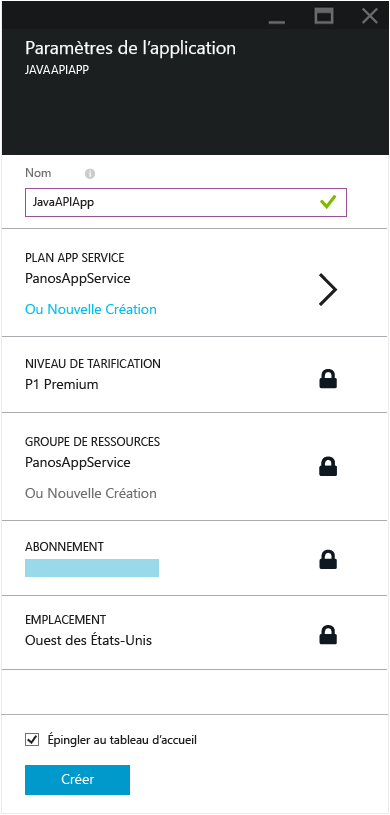 Paramètres de l'application
JAVAAPIAPP
Nom
JavaAPIApp
PLAN APP SERVICE
PanosAppService
Ou Nouvelle Création
NIVEAU DE TARIFICATION
P1 Premium
GROUPE DE RESSOURCES
PanosAppService
Ou Nouvelle Création
ABONNEMENT
EMPLACEMENT
Ouest des États-Unis
Épingler au tableau d'accueil
Créer